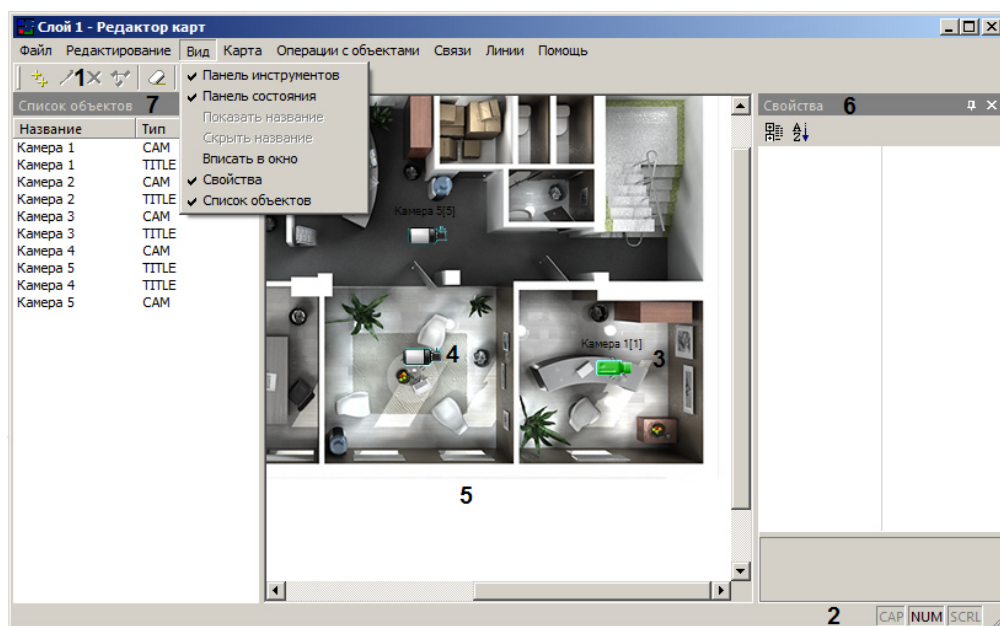 Слой 1 - Редактор карт
Файл Редактирование Вид Карта Операции с объектами Связи Линии Помощь
1
Панель инструментов
Панель состояния
Показать название
Скрыть название
Вписать в окно
Свойства
Список объектов
Список объектов 7
Название Тип
Камера 1 CAM
Камера 1 TITLE
Камера 2 CAM
Камера 2 TITLE
Камера 3 CAM
Камера 3 TITLE
Камера 4 CAM
Камера 5 TITLE
Камера 4 TITLE
Камера 5 CAM
Камера 5[5]
4
Камера 1[1]
3
5
Свойства 6
2 CAP NUM SCRL